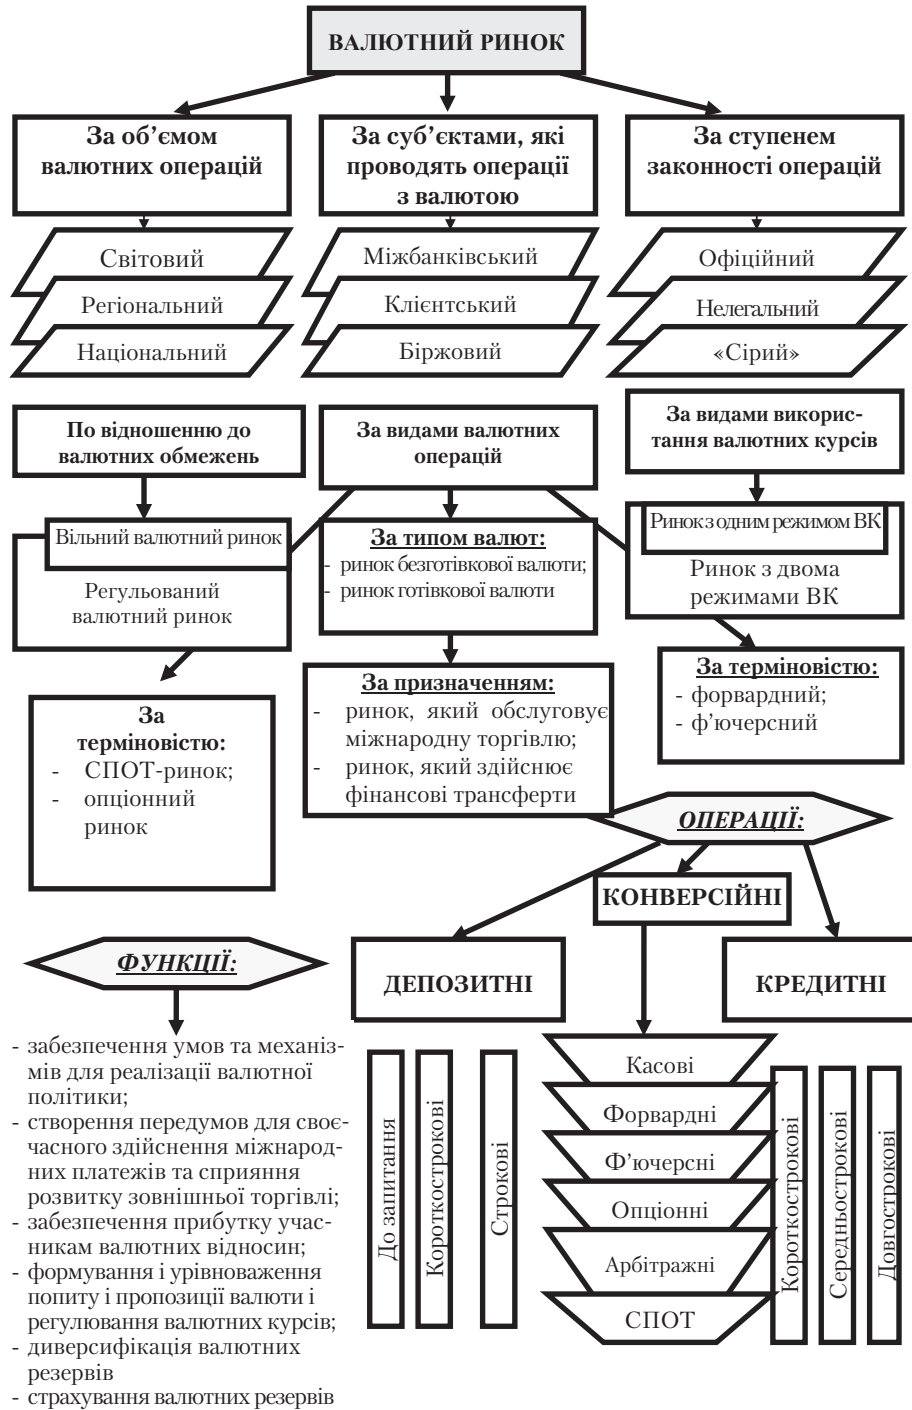 ВАЛЮТНИЙ РИНОК
За об’ємом
валютних операцій
За суб’єктами, які
проводять операції
з валютою
За ступенем
законності операцій
Світовий
Регіональний
Національний
Міжбанківський
Клієнтський
Біржовий
Офіційний
Нелегальний
«Сірий»
По відношенню до
валютних обмежень
За видами валютних
операцій
За видами викорис-
тання валютних курсів
Вільний валютний ринок
Регульований
валютний ринок
За типом валют:
- ринок безготівкової валюти;
- ринок готівкової валюти
Ринок з одним режимом ВК
Ринок з двома
режимами ВК
За
терміновістю:
- СПОТ-ринок;
- опціонний
ринок
За призначенням:
- ринок, який обслуговує
міжнародну торгівлю;
- ринок, який здійснює
фінансові трансферти
За терміновістю:
- форвардний;
- ф’ючерсний
ОПЕРАЦІЇ:
КОНВЕРСІЙНІ
ДЕПОЗИТНІ
КРЕДИТНІ
ФУНКЦІЇ:
- забезпечення умов та механіз-
мів для реалізації валютної
політики;
- створення передумов для своє-
часного здійснення міжнарод-
них платежів та сприяння
розвитку зовнішньої торгівлі;
- забезпечення прибутку учас-
никам валютних відносин;
- формування і урівноваження
попиту і пропозиції валюти і
регулювання валютних курсів;
- диверсифікація валютних
резервів
- страхування валютних резервів
До запитання
Короткострокові
Строкові
Касові
Форвардні
Ф’ючерсні
Опціонні
Арбітражні
СПОТ
Короткострокові
Середньострокові
Довгострокові